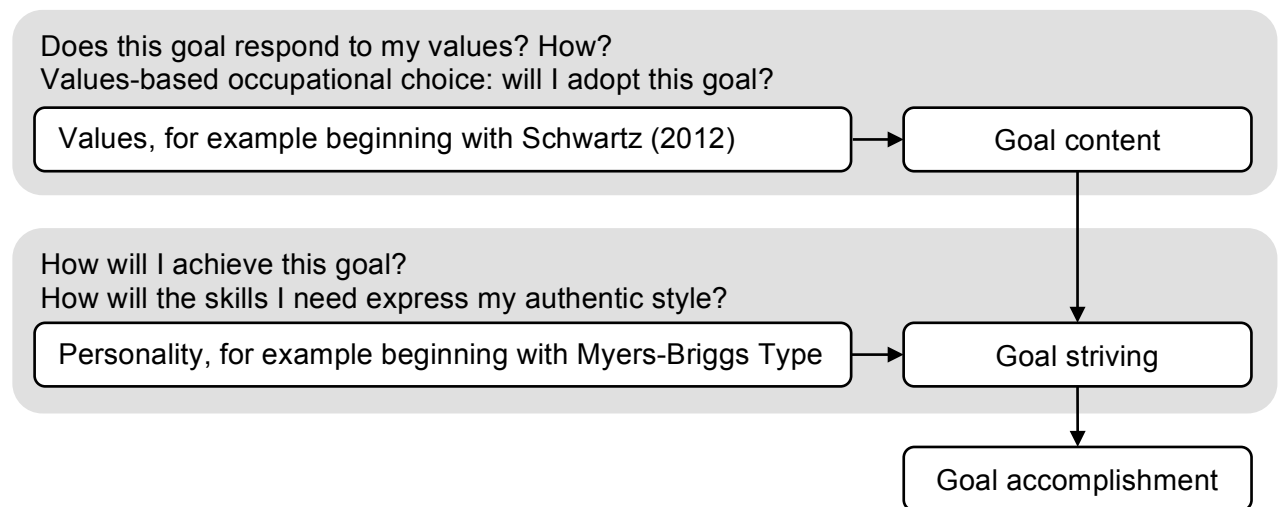 Does this goal respond to my values? How?
Values-based occupational choice: will I adopt this goal?
Values, for example beginning with Schwartz (2012)
Goal content
How will I achieve this goal?
How will the skills I need express my authentic style?
Personality, for example beginning with Myers-Briggs Type
Goal striving
Goal accomplishment